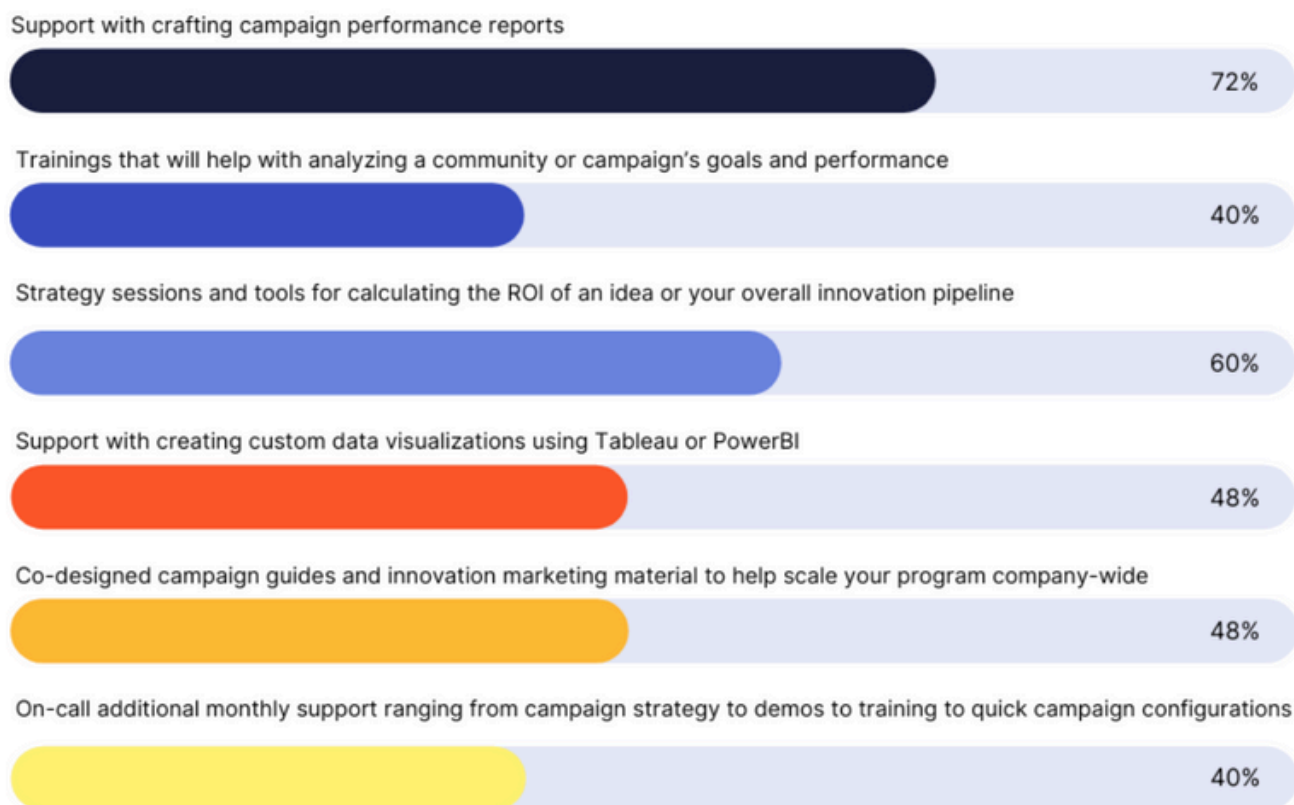 Support with crafting campaign performance reports
72%
Trainings that will help with analyzing a community or campaign’s goals and performance
40%
Strategy sessions and tools for calculating the ROI of an idea or your overall innovation pipeline
60%
Support with creating custom data visualizations using Tableau or PowerBI
48%
Co-designed campaign guides and innovation marketing material to help scale your program company-wide
48%
On-call additional monthly support ranging from campaign strategy to demos to training to quick campaign configurations
40%